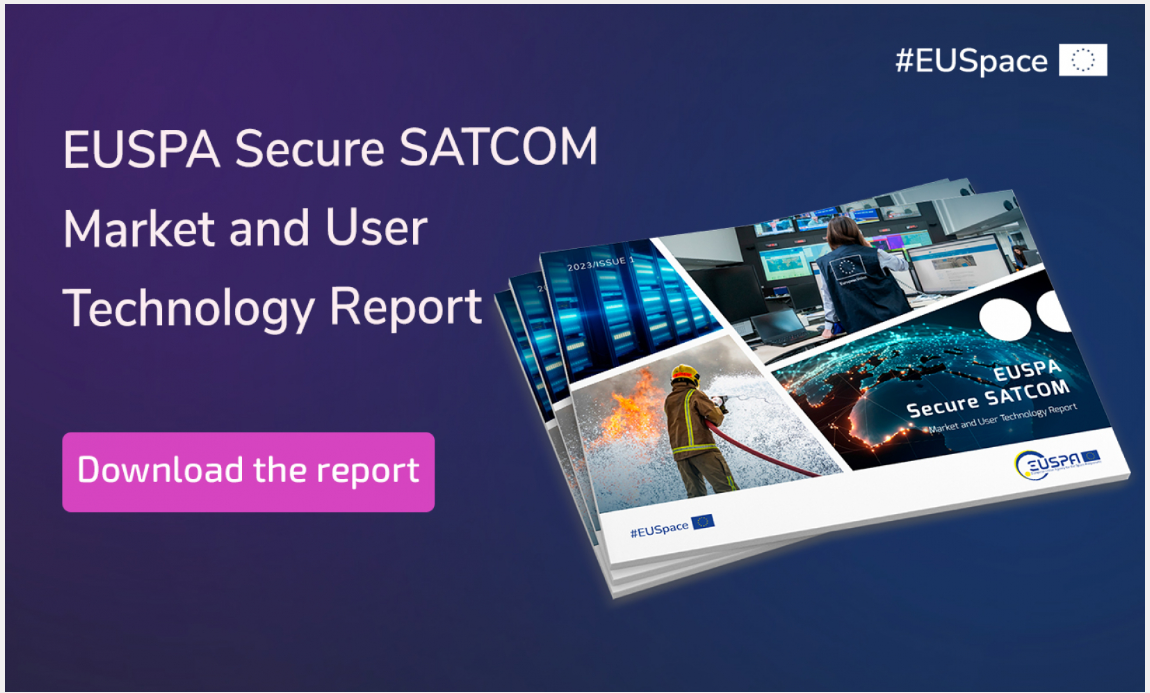 #EUSpace
EUSPA Secure SATCOM
Market and User
Technology Report
Download the report
2023/ISSUE 1
EUSPA
Secure SATCOM
Market and User Technology Report
EUSPA
#EUSpace